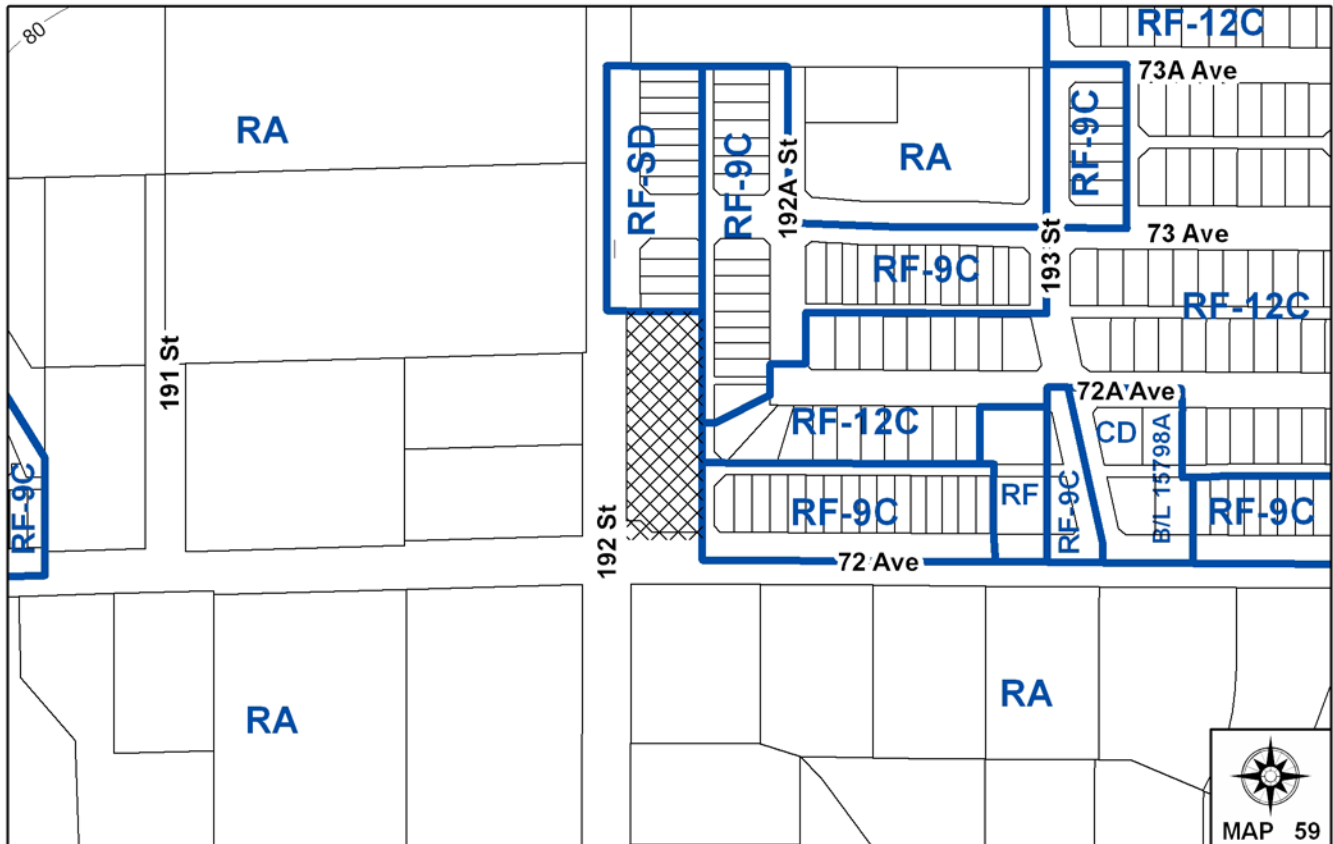 80
RF-12C
73A Ave
RA
RF-SD
RF-9C
192A St
RA
RF-9C
193 St
73 Ave
RF-9C
RF-12C
191 St
72A Ave
RF-12C
CD
B/L 15798A
RF-9C
192 St
RF-9C
RF
RF-9C
RF-9C
72 Ave
RA
RA
MAP 59